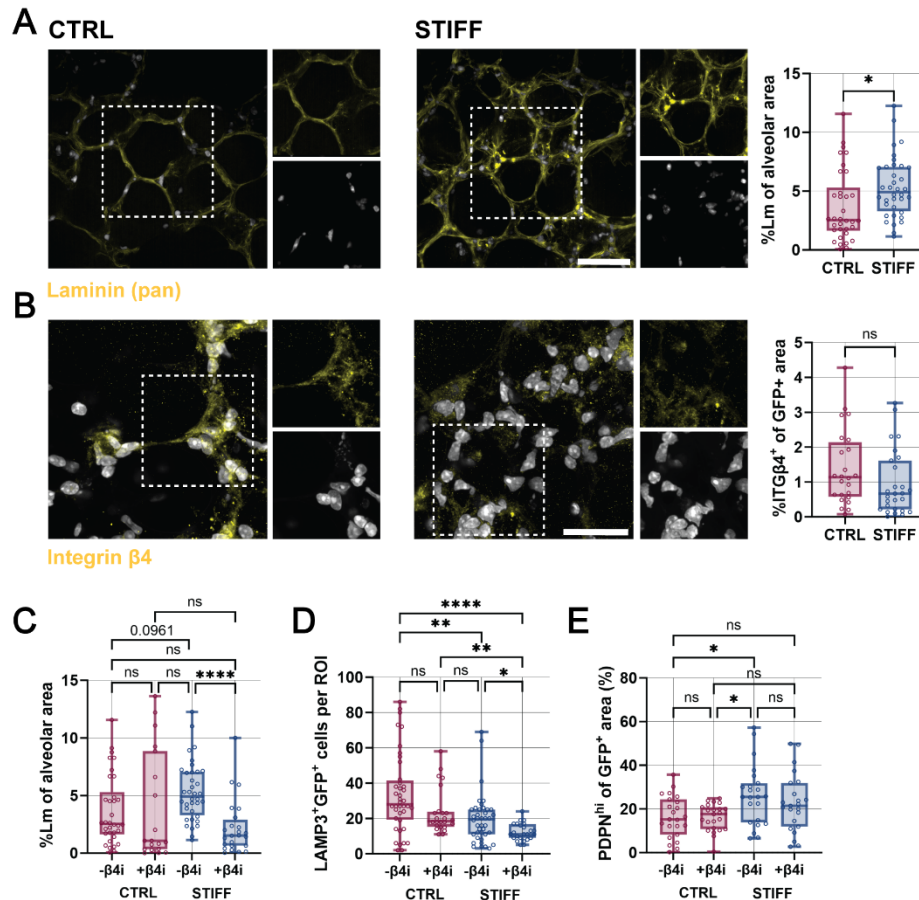 A
CTRL
STIFF
Laminin (pan)
%Lm of alveolar area
15
10
5
0
*
CTRL STIFF
B
Integrin β4
%ITGβ4⁺ of GFP+ area
5
4
3
2
1
0
ns
CTRL STIFF
C
%Lm of alveolar area
15
10
5
0
ns
0.0961
ns
ns ns ****
-β4i +β4i -β4i +β4i
CTRL STIFF
D
LAMP3⁺GFP⁺ cells per ROI
100
80
60
40
20
0
****
**
**
ns ns *
-β4i +β4i -β4i +β4i
CTRL STIFF
E
PDPNʰⁱ of GFP⁺ area (%)
80
60
40
20
0
ns
*
ns
ns * ns
-β4i +β4i -β4i +β4i
CTRL STIFF